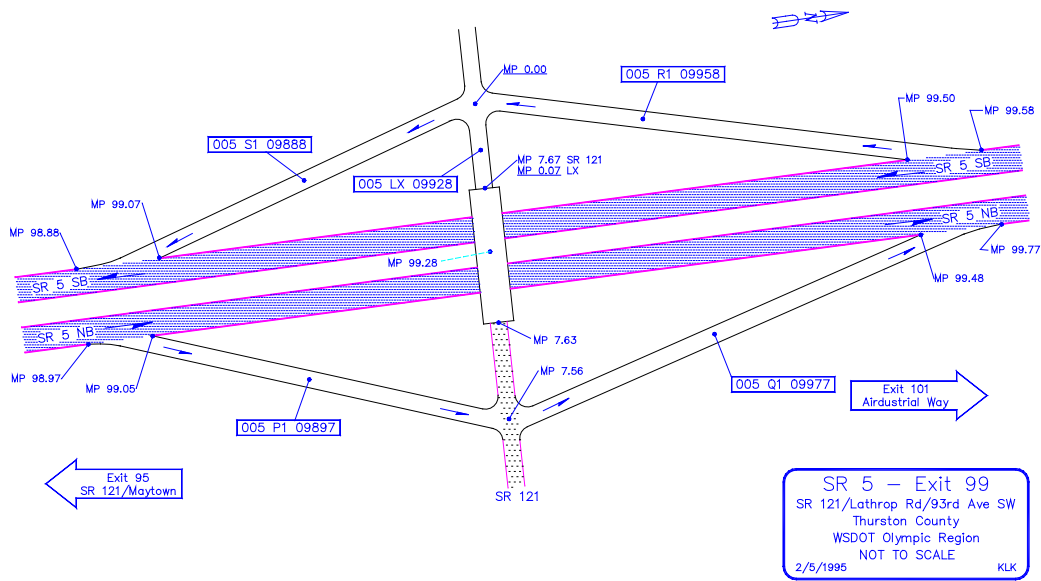 N
MP 0.00
005 R1 09958
MP 99.50
MP 99.58
005 S1 09888
MP 7.67 SR 121
MP 0.07 LX
005 LX 09928
SR 5 SB
MP 99.07
SR 5 NB
MP 98.88
MP 99.28
MP 99.77
MP 99.48
SR 5 SB
SR 5 NB
MP 7.63
MP 98.97
MP 99.05
MP 7.56
005 Q1 09977
Exit 101
Airdustrial Way
005 P1 09897
Exit 95
SR 121/Maytown
SR 121
SR 5 – Exit 99
SR 121/Lathrop Rd/93rd Ave SW
Thurston County
WSDOT Olympic Region
NOT TO SCALE
2/5/1995 KLK